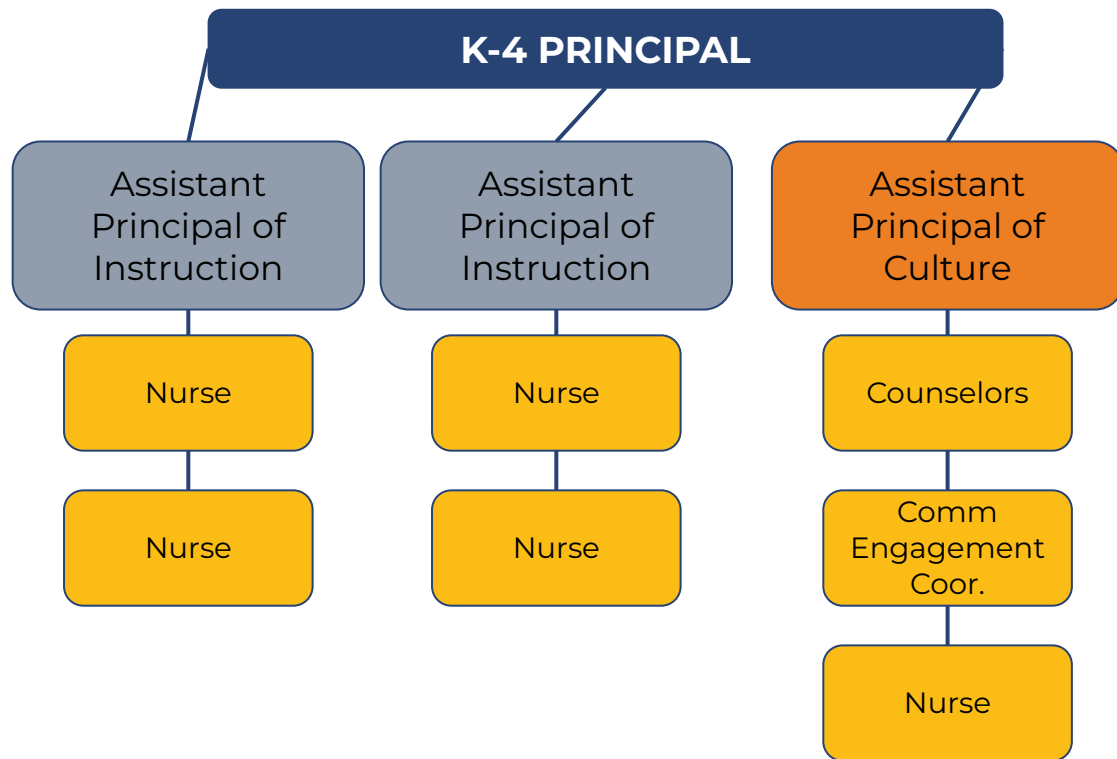 K-4 PRINCIPAL
Assistant
Principal of
Instruction
Assistant
Principal of
Instruction
Assistant
Principal of
Culture
Nurse
Nurse
Counselors
Nurse
Nurse
Comm
Engagement
Coor.
Nurse